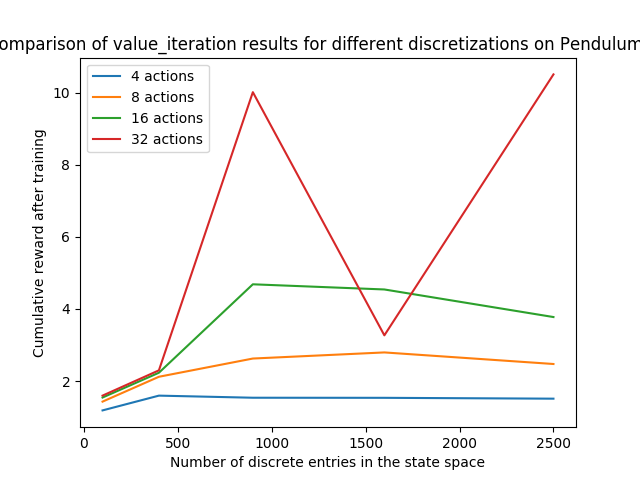 omparison of value_iteration results for different discretizations on Pendulum
4 actions
8 actions
16 actions
32 actions
Cumulative reward after training
10
8
6
4
2
0
500
1000
1500
2000
2500
Number of discrete entries in the state space